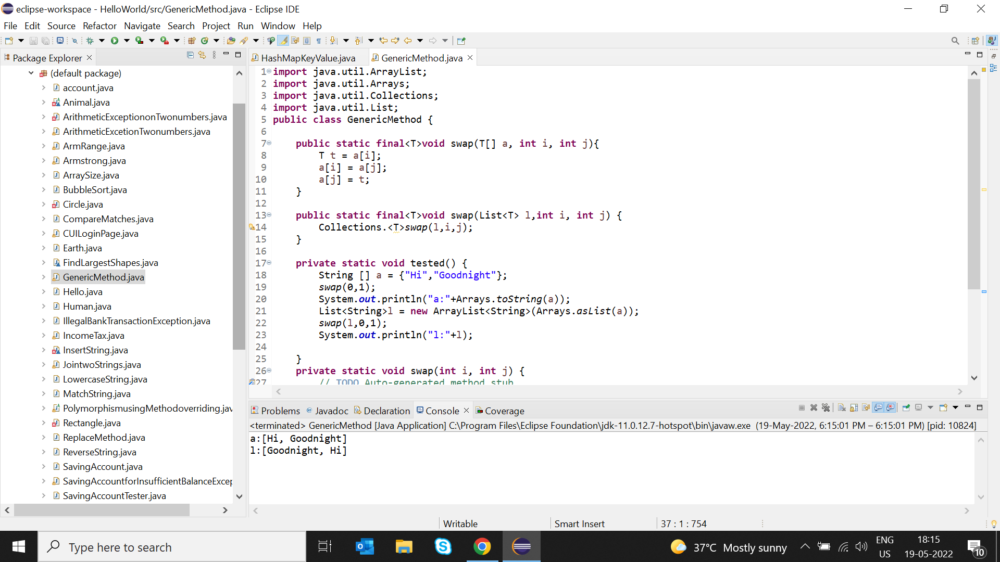 eclipse-workspace - HelloWorld/src/GenericMethod.java - Eclipse IDE
File Edit Source Refactor Navigate Search Project Run Window Help
Package Explorer
(default package)
account.java
Animal.java
ArithmeticExceptiononTwonumbers.java
ArithmeticExcetionTwonumbers.java
ArmRange.java
Armstrong.java
ArraySize.java
BubbleSort.java
Circle.java
CompareMatches.java
CUILoginPage.java
Earth.java
FindLargestShapes.java
GenericMethod.java
Hello.java
Human.java
IllegalBankTransactionException.java
IncomeTax.java
InsertString.java
JointwoStrings.java
LowercaseString.java
MatchString.java
PolymorphismusingMethodoverriding.jav
Rectangle.java
ReplaceMethod.java
ReverseString.java
SavingAccount.java
SavingAccountforInsufficientBalanceExcep
SavingAccountTester.java
HashMapKeyValue.java GenericMethod.java
1 import java.util.ArrayList;
2 import java.util.Arrays;
3 import java.util.Collections;
4 import java.util.List;
5 public class GenericMethod {
6
7 public static final<T>void swap(T[] a, int i, int j){
8 T t = a[i];
9 a[i] = a[j];
10 a[j] = t;
11 }
12
13 public static final<T>void swap(List<T> l,int i, int j) {
14 Collections.<T>swap(l,i,j);
15 }
16
17 private static void tested() {
18 String [] a = {"Hi","Goodnight"};
19 swap(0,1);
20 System.out.println("a:"+Arrays.toString(a));
21 List<String>l = new ArrayList<String>(Arrays.asList(a));
22 swap(l,0,1);
23 System.out.println("l:"+l);
24
25 }
26 private static void swap(int i, int j) {
27 // TODO Auto-generated method stub
Problems @ Javadoc Declaration Console Coverage
<terminated> GenericMethod [Java Application] C:\Program Files\Eclipse Foundation\jdk-11.0.12.7-hotspot\bin\javaw.exe (19-May-2022, 6:15:01 PM – 6:15:01 PM) [pid: 10824]
a:[Hi, Goodnight]
l:[Goodnight, Hi]
Writable Smart Insert 37 : 1 : 754
Type here to search
37°C Mostly sunny
ENG
US
18:15
19-05-2022
10